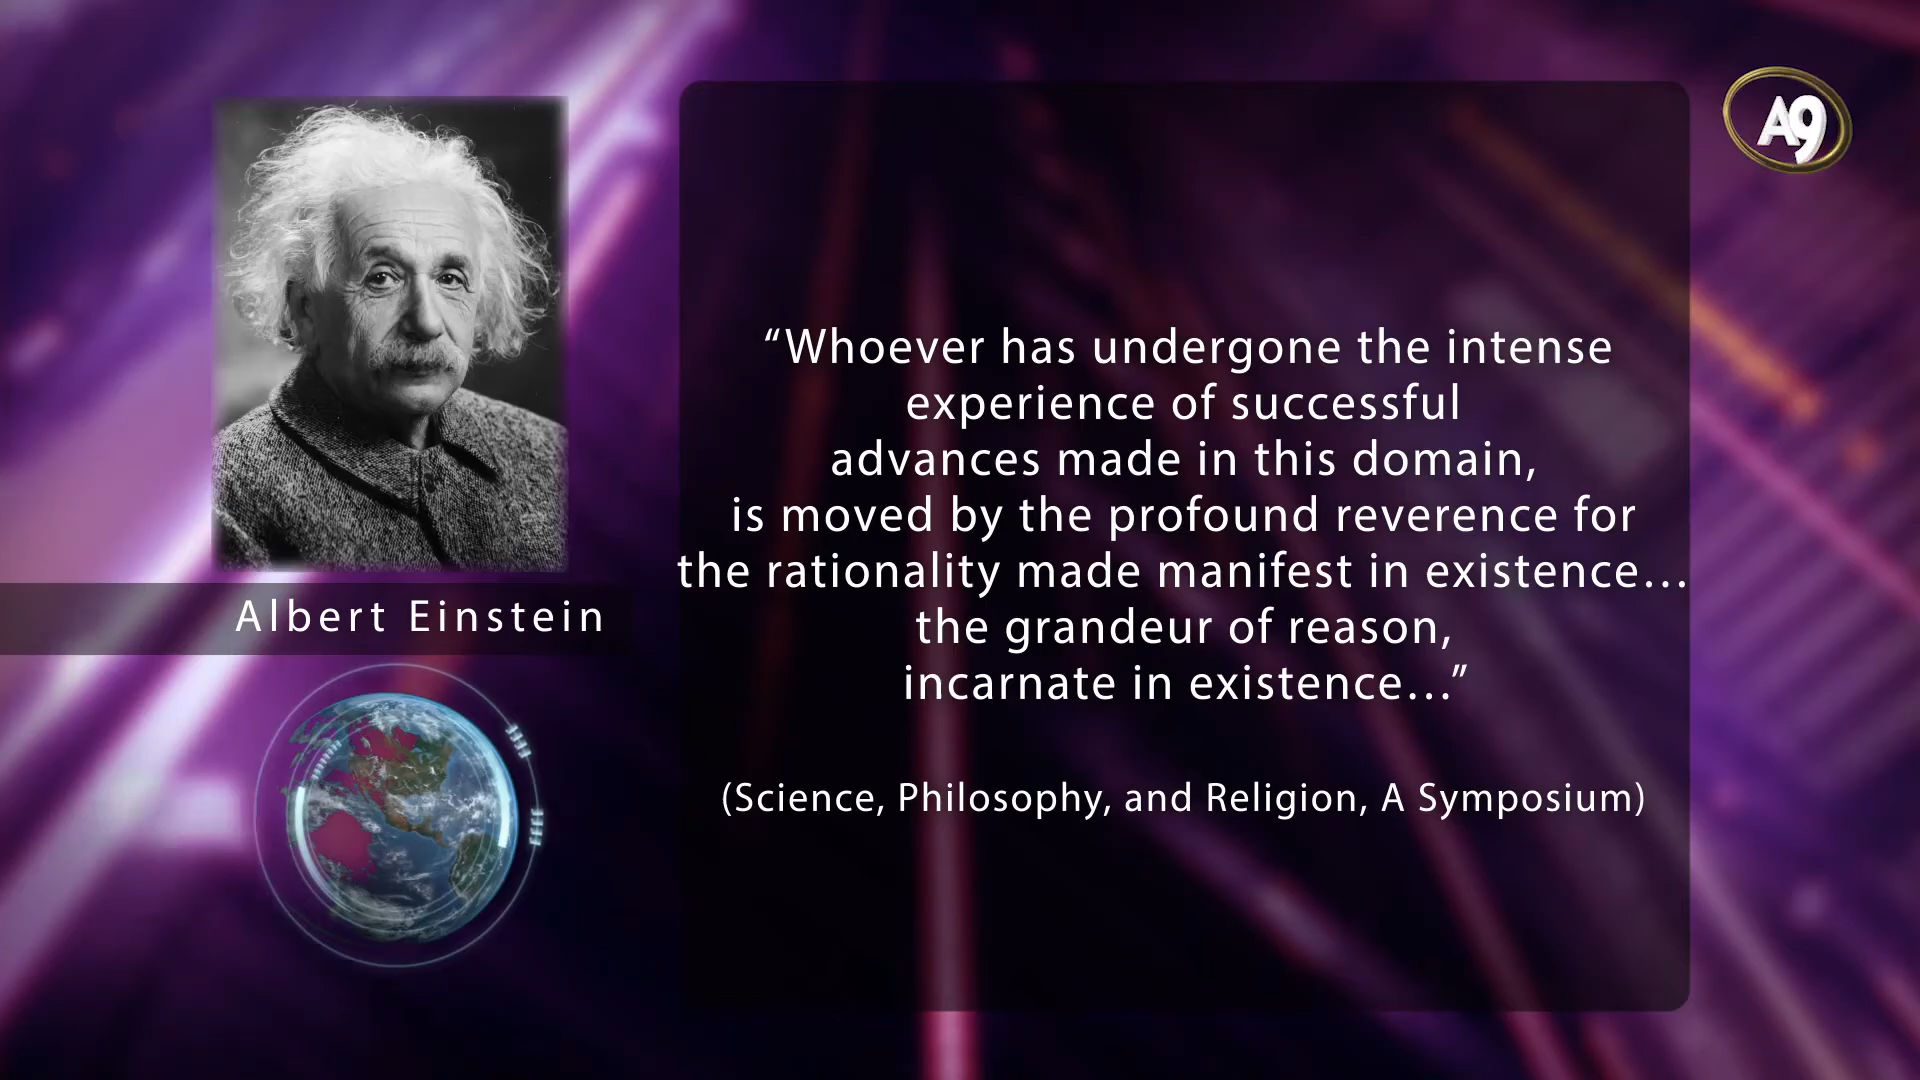 A9
“Whoever has undergone the intense
experience of successful
advances made in this domain,
is moved by the profound reverence for
the rationality made manifest in existence…
the grandeur of reason,
incarnate in existence…”
(Science, Philosophy, and Religion, A Symposium)
Albert Einstein